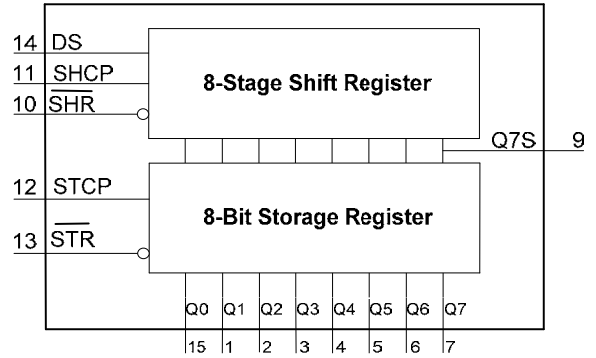 14 DS
11 SHCP
10 SHR
8-Stage Shift Register
Q7S 9
12 STCP
13 STR
8-Bit Storage Register
Q0 Q1 Q2 Q3 Q4 Q5 Q6 Q7
15 1 2 3 4 5 6 7